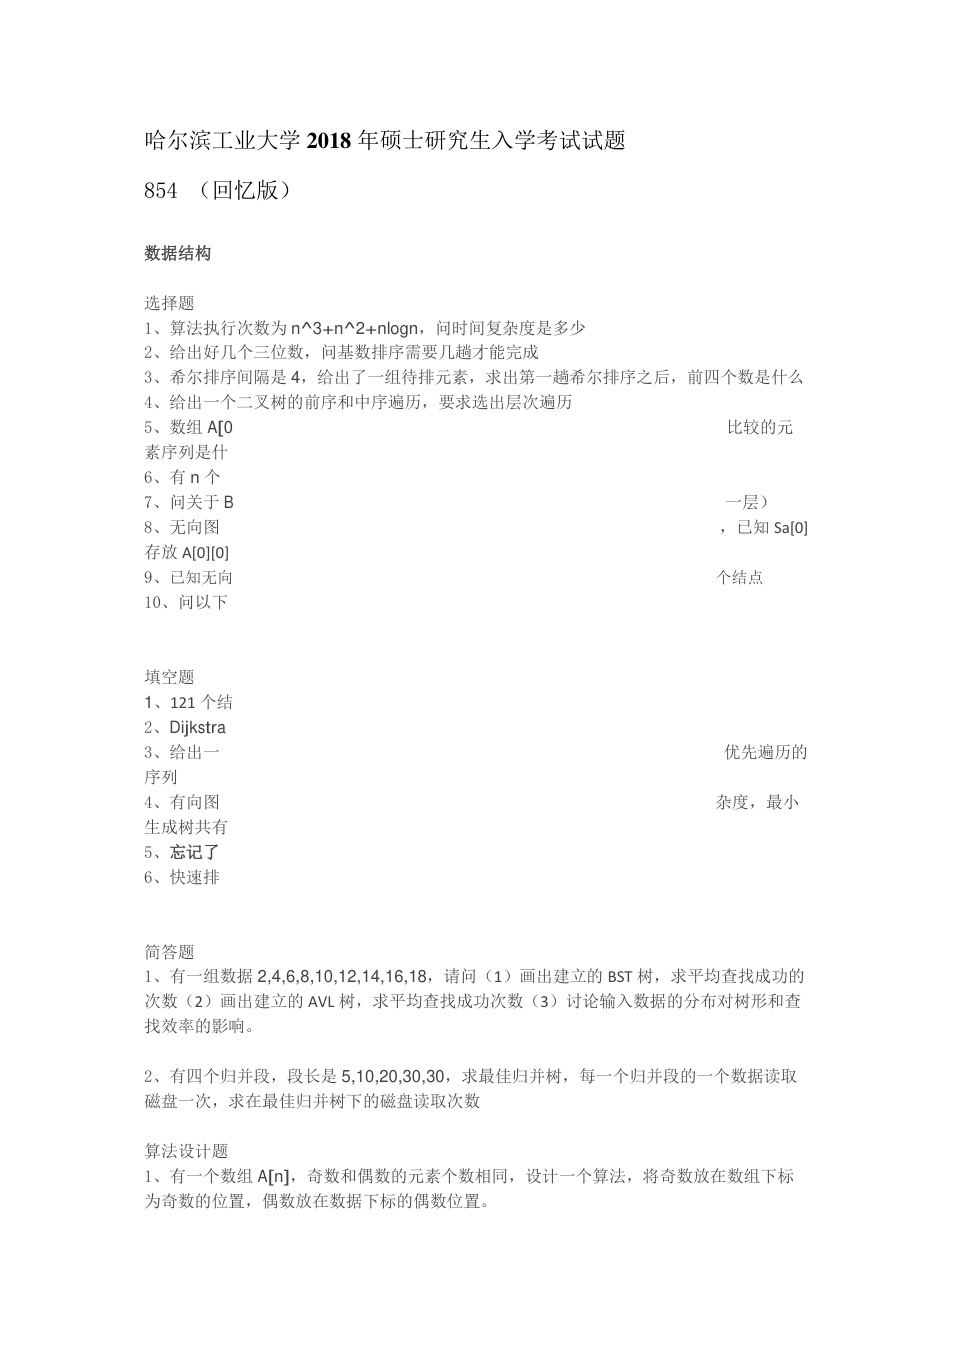 哈尔滨工业大学 2018 年硕士研究生入学考试试题
854 （回忆版）
数据结构
选择题
1、算法执行次数为 n^3+n^2+nlogn，问时间复杂度是多少
2、给出好几个三位数，问基数排序需要几趟才能完成
3、希尔排序间隔是 4，给出了一组待排元素，求出第一趟希尔排序之后，前四个数是什么
4、给出一个二叉树的前序和中序遍历，要求选出层次遍历
5、数组 A[0 比较的元
素序列是什
6、有 n 个
7、问关于 B 一层）
8、无向图 ，已知 Sa[0]
存放 A[0][0]
9、已知无向 个结点
10、问以下
填空题
1、121 个结
2、Dijkstra
3、给出一 优先遍历的
序列
4、有向图 杂度，最小
生成树共有
5、忘记了
6、快速排
简答题
1、有一组数据 2,4,6,8,10,12,14,16,18，请问（1）画出建立的 BST 树，求平均查找成功的
次数（2）画出建立的 AVL 树，求平均查找成功次数（3）讨论输入数据的分布对树形和查
找效率的影响。
2、有四个归并段，段长是 5,10,20,30,30，求最佳归并树，每一个归并段的一个数据读取
磁盘一次，求在最佳归并树下的磁盘读取次数
算法设计题
1、有一个数组 A[n]，奇数和偶数的元素个数相同，设计一个算法，将奇数放在数组下标
为奇数的位置，偶数放在数据下标的偶数位置。